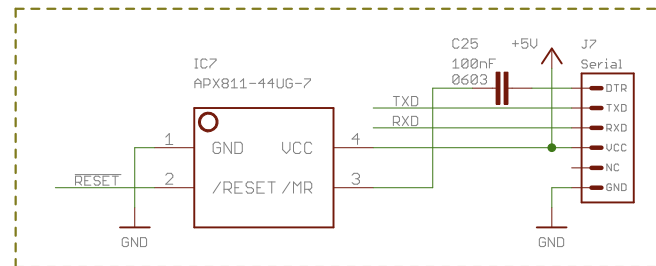 C25
+5V
J7
IC7
100nF
Serial
APX811-44UG-7
0603
DTR
TXD
TXD
RXD
RXD
1
GND
VCC
4
VCC
NC
RESET
2
/RESET
/MR
3
GND
GND
GND